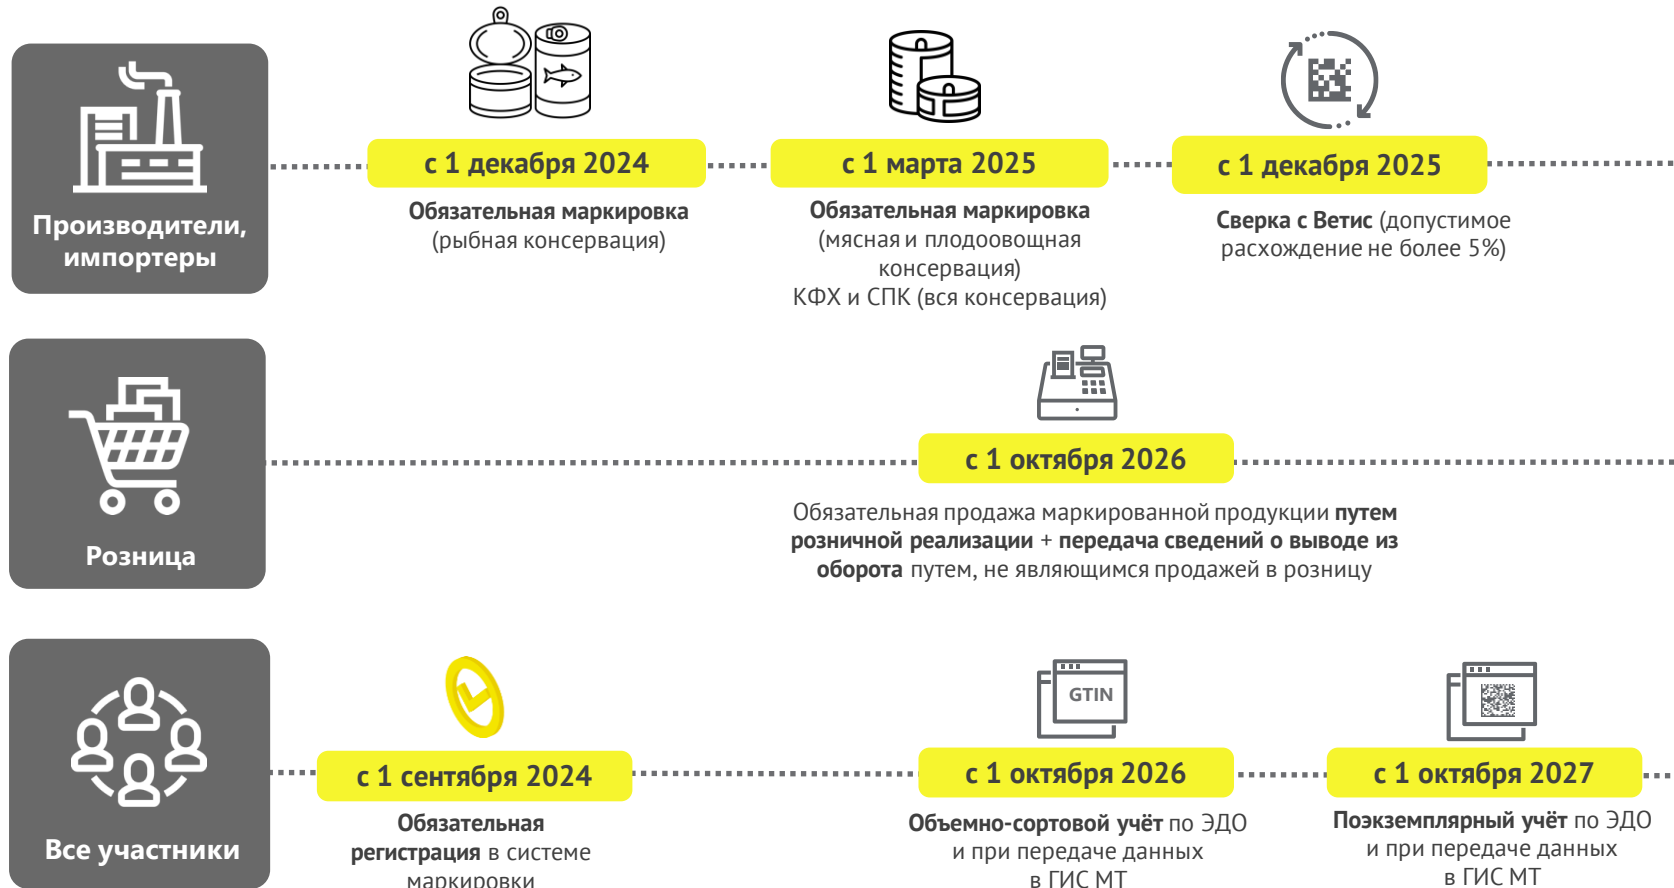 Производители,
импортеры
с 1 декабря 2024
Обязательная маркировка
(рыбная консервация)
с 1 марта 2025
Обязательная маркировка
(мясная и плодоовощная
консервация)
КФХ и СПК (вся консервация)
с 1 декабря 2025
Сверка с Ветис (допустимое
расхождение не более 5%)
Розница
с 1 октября 2026
Обязательная продажа маркированной продукции путем
розничной реализации + передача сведений о выводе из
оборота путем, не являющимся продажей в розницу
Все участники
с 1 сентября 2024
Обязательная
регистрация в системе
маркировки
GTIN
с 1 октября 2026
Объемно-сортовой учёт по ЭДО
и при передаче данных
в ГИС МТ
с 1 октября 2027
Поэкземплярный учёт по ЭДО
и при передаче данных
в ГИС МТ